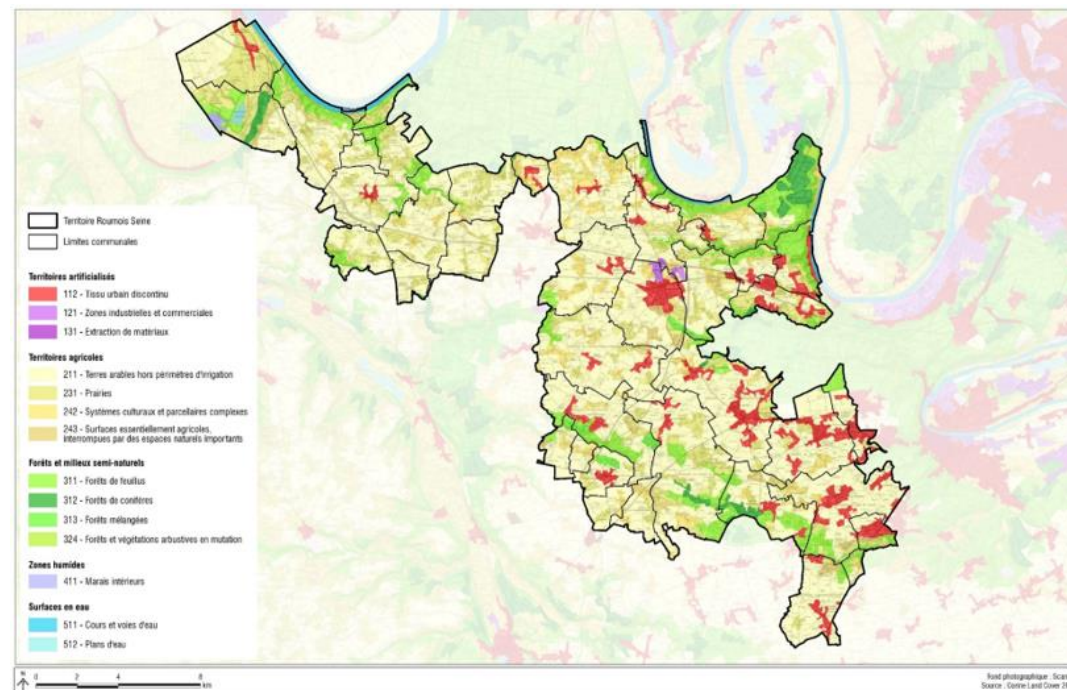 Territoire Roumois Seine
Limites communales
Territoires artificialisés
112 - Tissu urbain discontinu
121 - Zones industrielles et commerciales
131 - Extraction de matériaux
Territoires agricoles
211 - Terres arables hors périmètres d'irrigation
231 - Prairies
242 - Systèmes culturaux et parcellaires complexes
243 - Surfaces essentiellement agricoles,
interrompues par des espaces naturels importants
Forêts et milieux semi-naturels
311 - Forêts de feuillus
312 - Forêts de conifères
313 - Forêts mélangées
324 - Forêts et végétations arbustives en mutation
Zones humides
411 - Marais intérieurs
Surfaces en eau
511 - Cours et voies d'eau
512 - Plans d'eau
N
0 2 4 8
km
Fond photographique : Scan
Source : Corine Land Cover